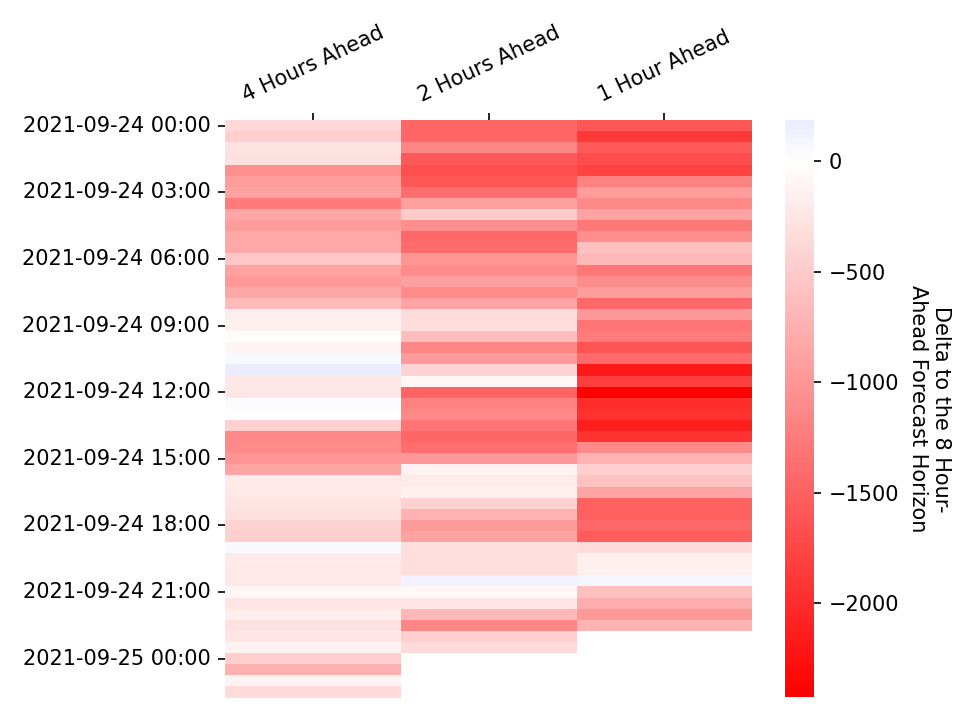 4 Hours Ahead
2 Hours Ahead
1 Hour Ahead
2021-09-24 00:00
2021-09-24 03:00
2021-09-24 06:00
2021-09-24 09:00
2021-09-24 12:00
2021-09-24 15:00
2021-09-24 18:00
2021-09-24 21:00
2021-09-25 00:00
0
−500
−1000
−1500
−2000
Delta to the 8 Hour-
Ahead Forecast Horizon